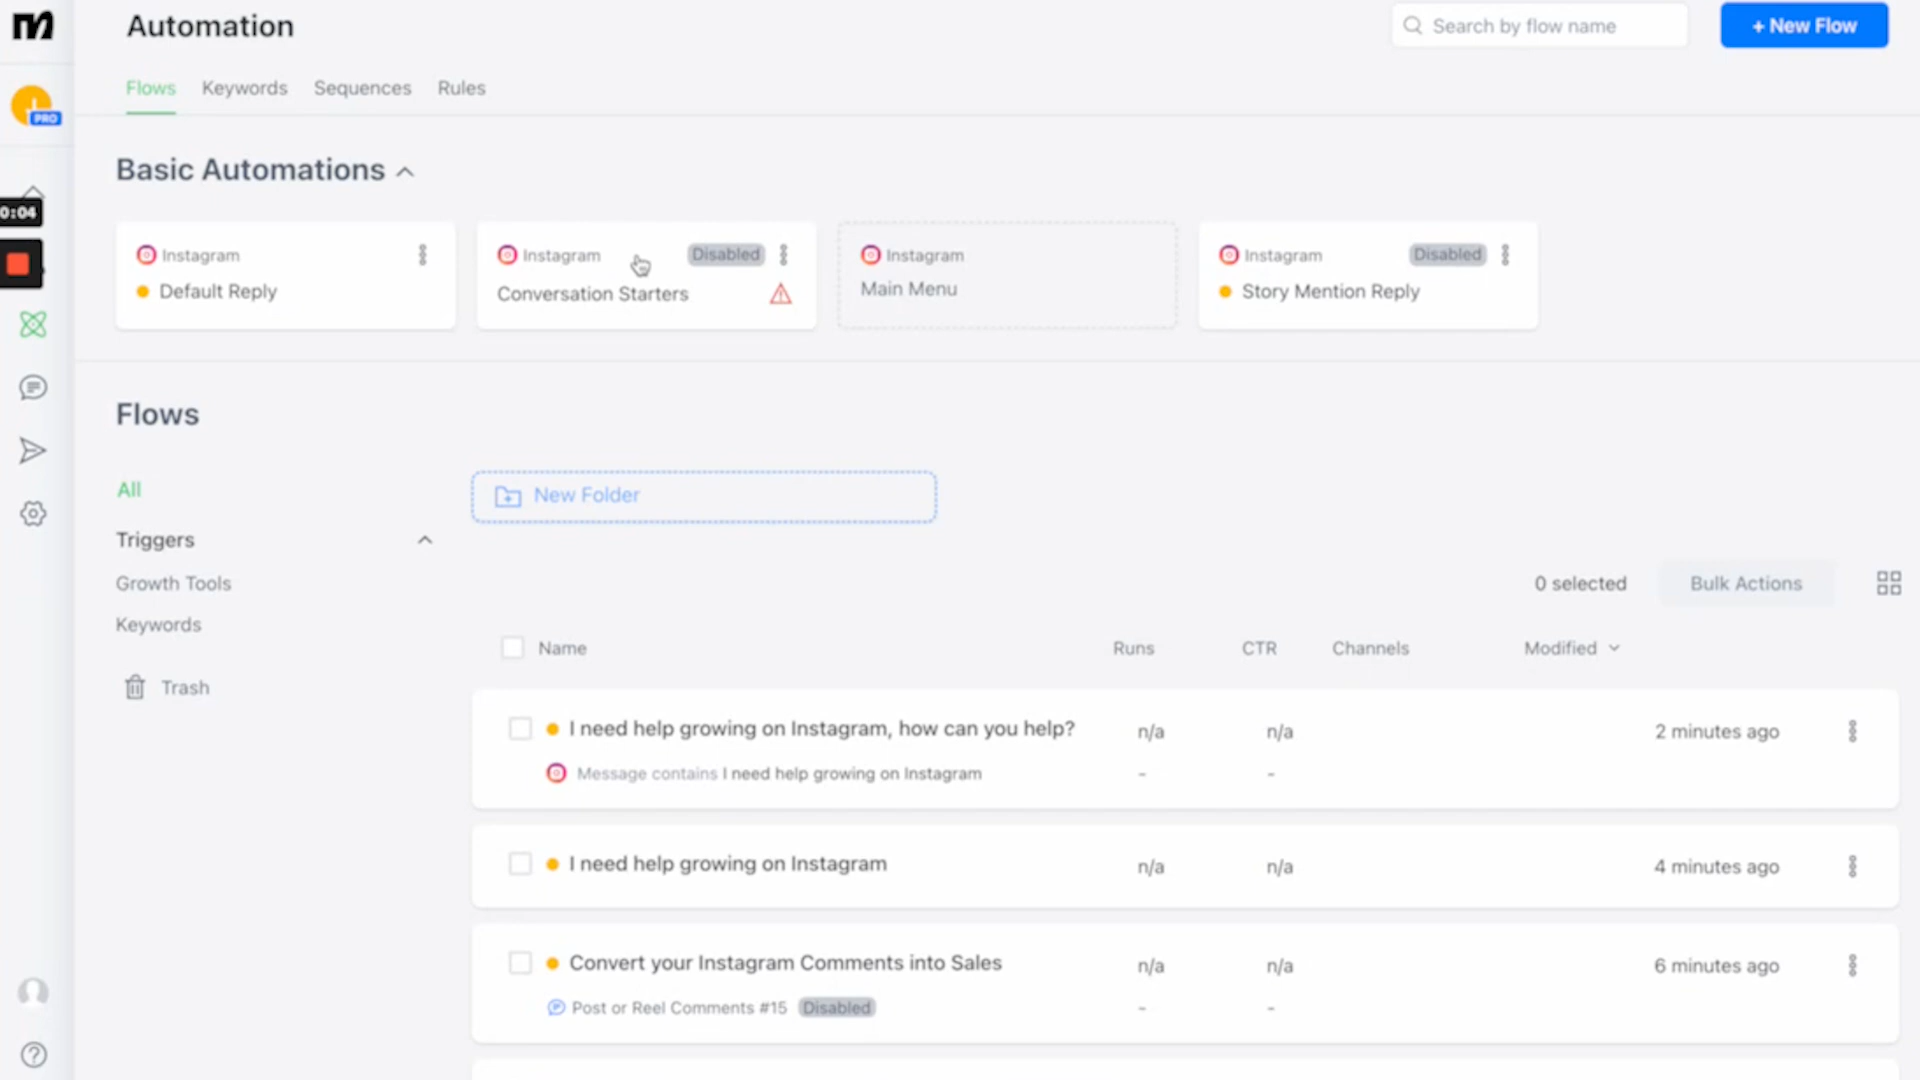 Automation
Search by flow name
+ New Flow
PRO
Flows Keywords Sequences Rules
Basic Automations
0:04
Instagram
Default Reply
Instagram Disabled
Conversation Starters
Instagram
Main Menu
Instagram Disabled
Story Mention Reply
Flows
All
Triggers
Growth Tools
Keywords
Trash
New Folder
0 selected Bulk Actions
Name Runs CTR Channels Modified
I need help growing on Instagram, how can you help? n/a n/a 2 minutes ago
Message contains I need help growing on Instagram - -
I need help growing on Instagram n/a n/a 4 minutes ago
Convert your Instagram Comments into Sales n/a n/a 6 minutes ago
Post or Reel Comments #15 Disabled - -